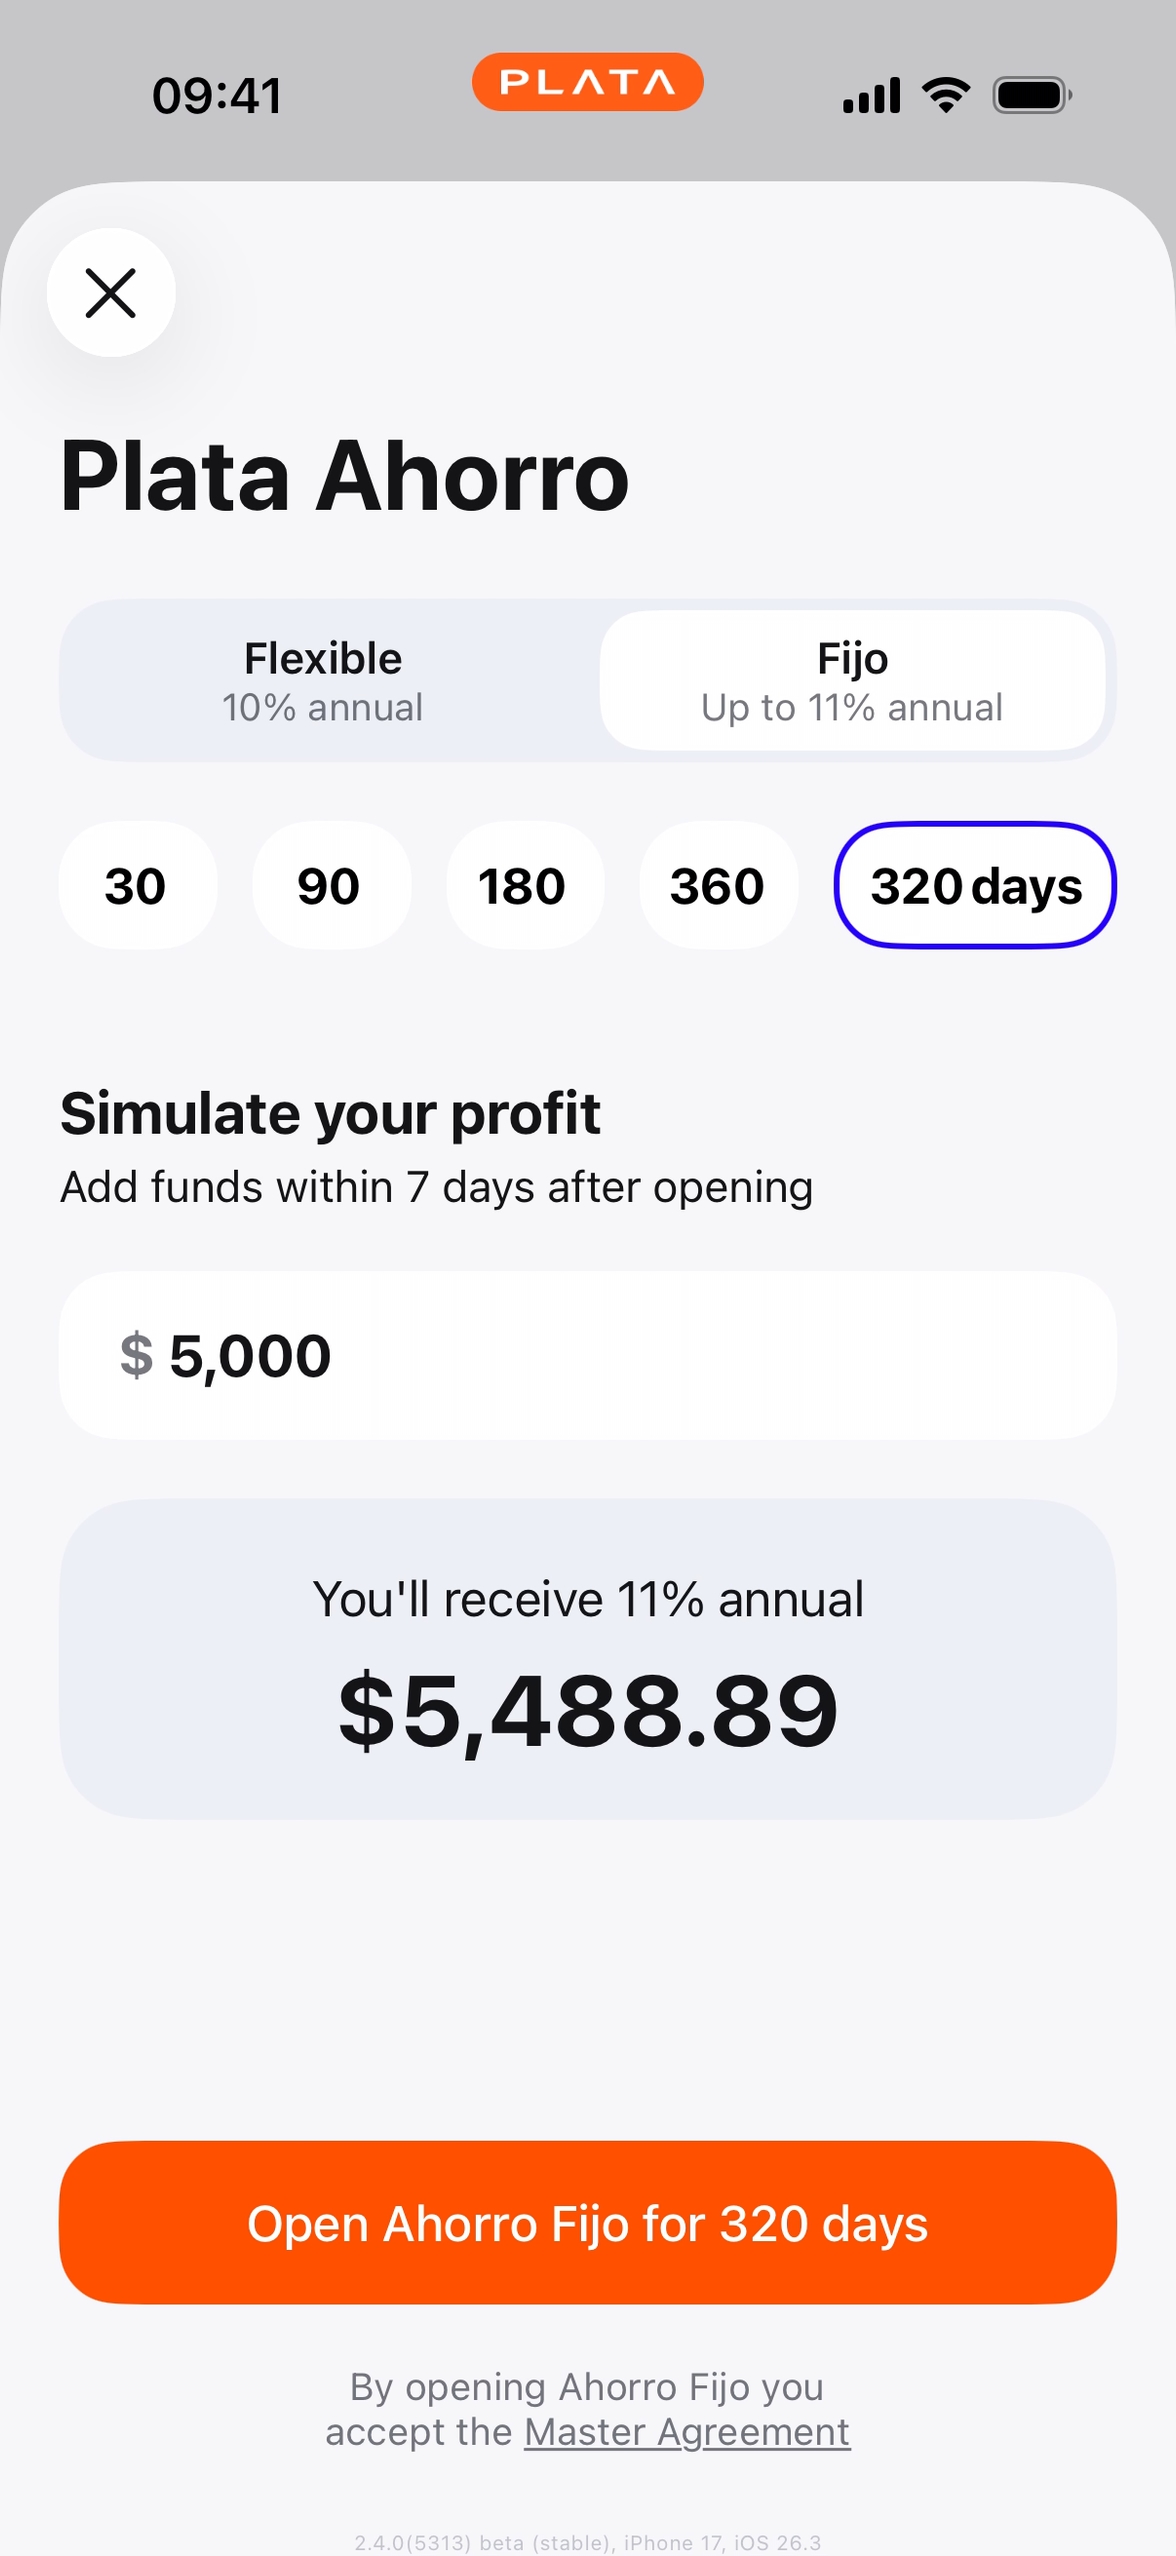 09:41
PLATA
Plata Ahorro
Flexible
10% annual
Fijo
Up to 11% annual
30
90
180
360
320 days
Simulate your profit
Add funds within 7 days after opening
$ 5,000
You'll receive 11% annual
$5,488.89
Open Ahorro Fijo for 320 days
By opening Ahorro Fijo you
accept the Master Agreement
2.4.0(5313) beta (stable), iPhone 17, iOS 26.3